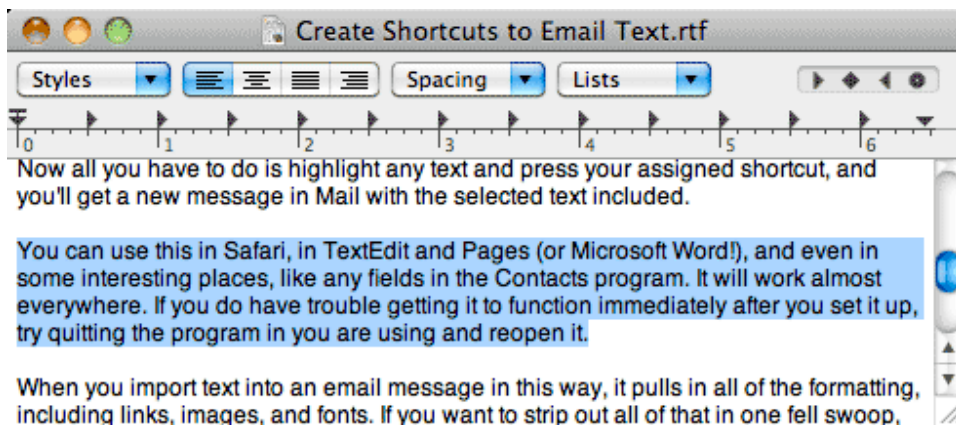 Create Shortcuts to Email Text.rtf
Styles Spacing Lists
0 1 2 3 4 5 6
Now all you have to do is highlight any text and press your assigned shortcut, and
you'll get a new message in Mail with the selected text included.
You can use this in Safari, in TextEdit and Pages (or Microsoft Word!), and even in
some interesting places, like any fields in the Contacts program. It will work almost
everywhere. If you do have trouble getting it to function immediately after you set it up,
try quitting the program in you are using and reopen it.
When you import text into an email message in this way, it pulls in all of the formatting,
including links, images, and fonts. If you want to strip out all of that in one fell swoop,